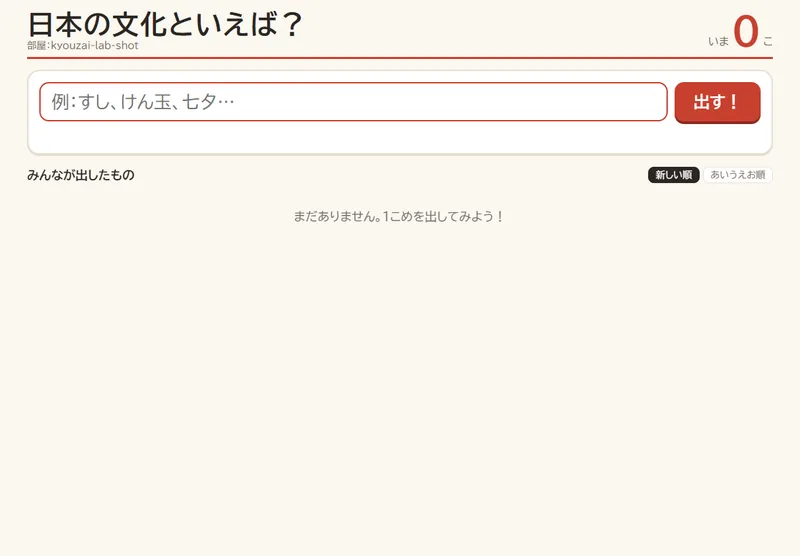 日本の文化といえば？
部屋：kyouzai-lab-shot
いま 0 こ
例：すし、けん玉、七夕…
出す！
みんなが出したもの
新しい順
あいうえお順
まだありません。1こめを出してみよう！